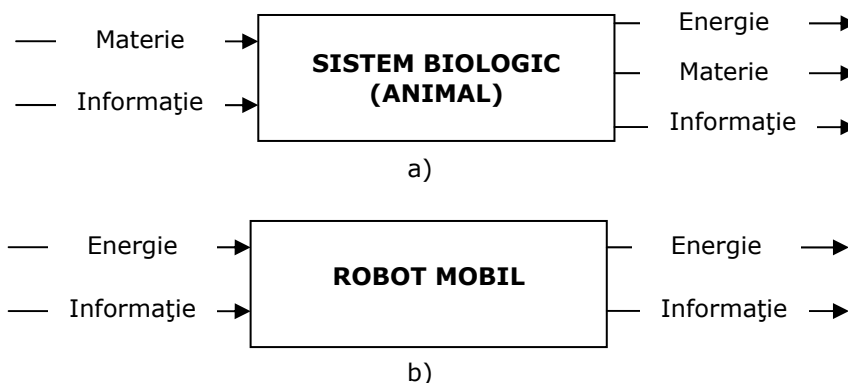 Energie
Materie
SISTEM BIOLOGIC
Materie
(ANIMAL)
Informaţie
Informaţie
a)
Energie
Energie
ROBOT MOBIL
Informaţie
Informaţie
b)